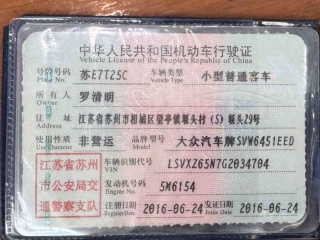 中华人民共和国机动车行驶证
Vehicle License of the People's Republic of China
号牌号码 苏E7T25C 车辆类型 小型普通客车
Plate No. Vehicle Type
所有人 罗清明
Owner
住址 江苏省苏州市相城区望亭镇堰头村(5)堰头29号
Address
使用性质 非营运 品牌型号 大众汽车牌SVW6451EED
Use Character Model
江苏省苏州市公安局交通警察支队
车辆识别代号 LSVXZ65N7G2034704
VIN
发动机号码 5M6154
Engine No.
注册日期 2016-06-24 发证日期 2016-06-24
Register Date Issue Date